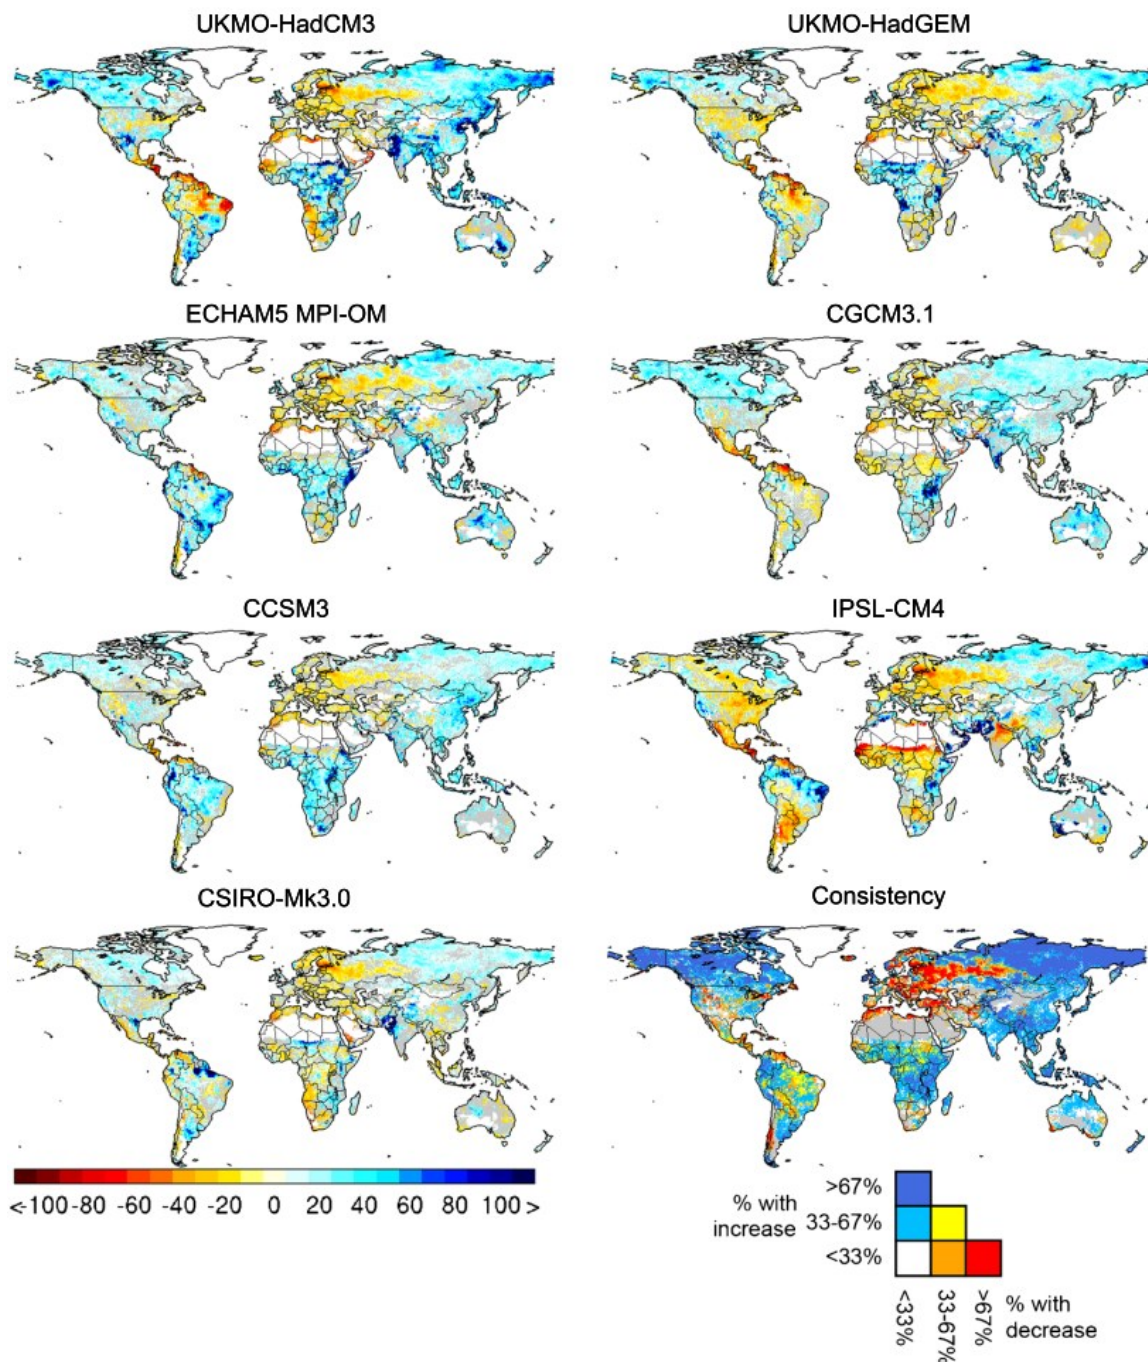 UKMO-HadCM3
UKMO-HadGEM
ECHAM5 MPI-OM
CGCM3.1
CCSM3
IPSL-CM4
CSIRO-Mk3.0
Consistency
<-100 -80 -60 -40 -20 0 20 40 60 80 100 >
% with
increase
>67%
33-67%
<33%
<33%
33-67%
>67%
% with
decrease